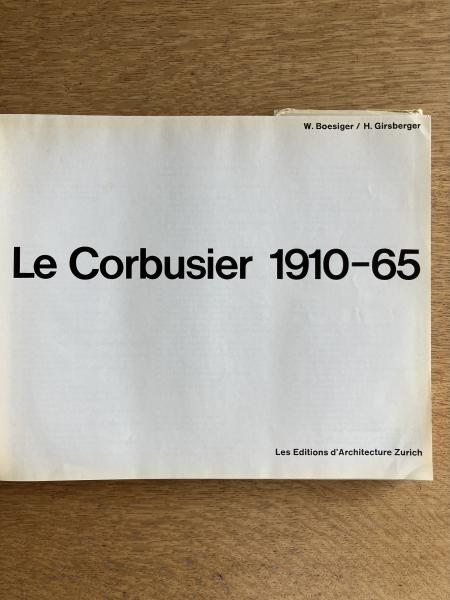 W. Boesiger / H. Girsberger
Le Corbusier 1910–65
Les Editions d'Architecture Zurich